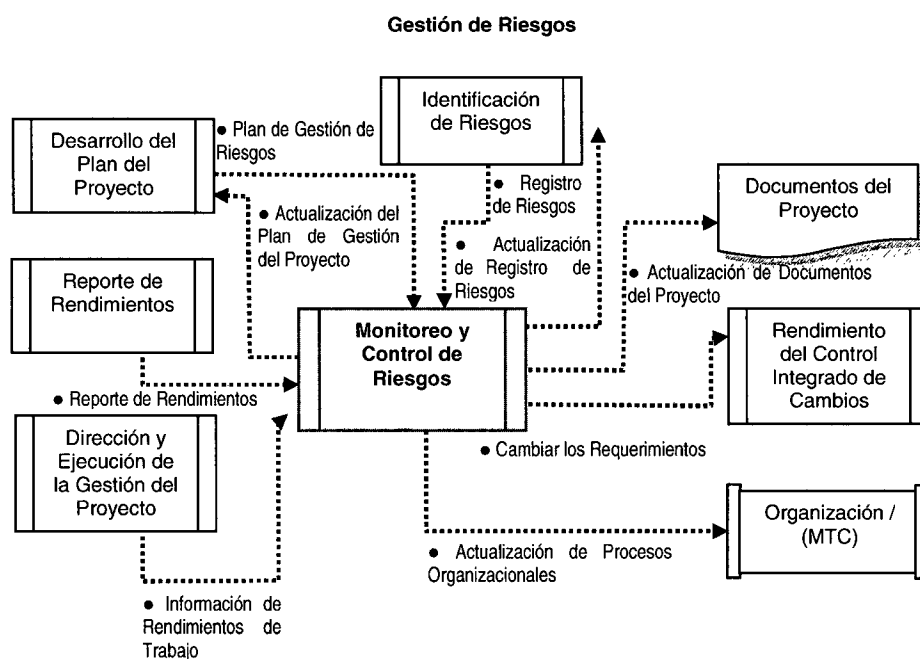 Gestión de Riesgos
Identificación
de Riesgos
Desarrollo del
Plan del
Proyecto
● Plan de Gestión de
Riesgos
● Registro
de Riesgos
Documentos del
Proyecto
● Actualización del
Plan de Gestión
del Proyecto
● Actualización
de Registro de
Riesgos
● Actualización de Documentos
del Proyecto
Reporte de
Rendimientos
Monitoreo y
Control de
Riesgos
Rendimiento
del Control
Integrado de
Cambios
● Reporte de Rendimientos
Dirección y
Ejecución de
la Gestión del
Proyecto
● Cambiar los Requerimientos
Organización /
(MTC)
● Actualización de Procesos
Organizacionales
● Información de
Rendimientos de
Trabajo